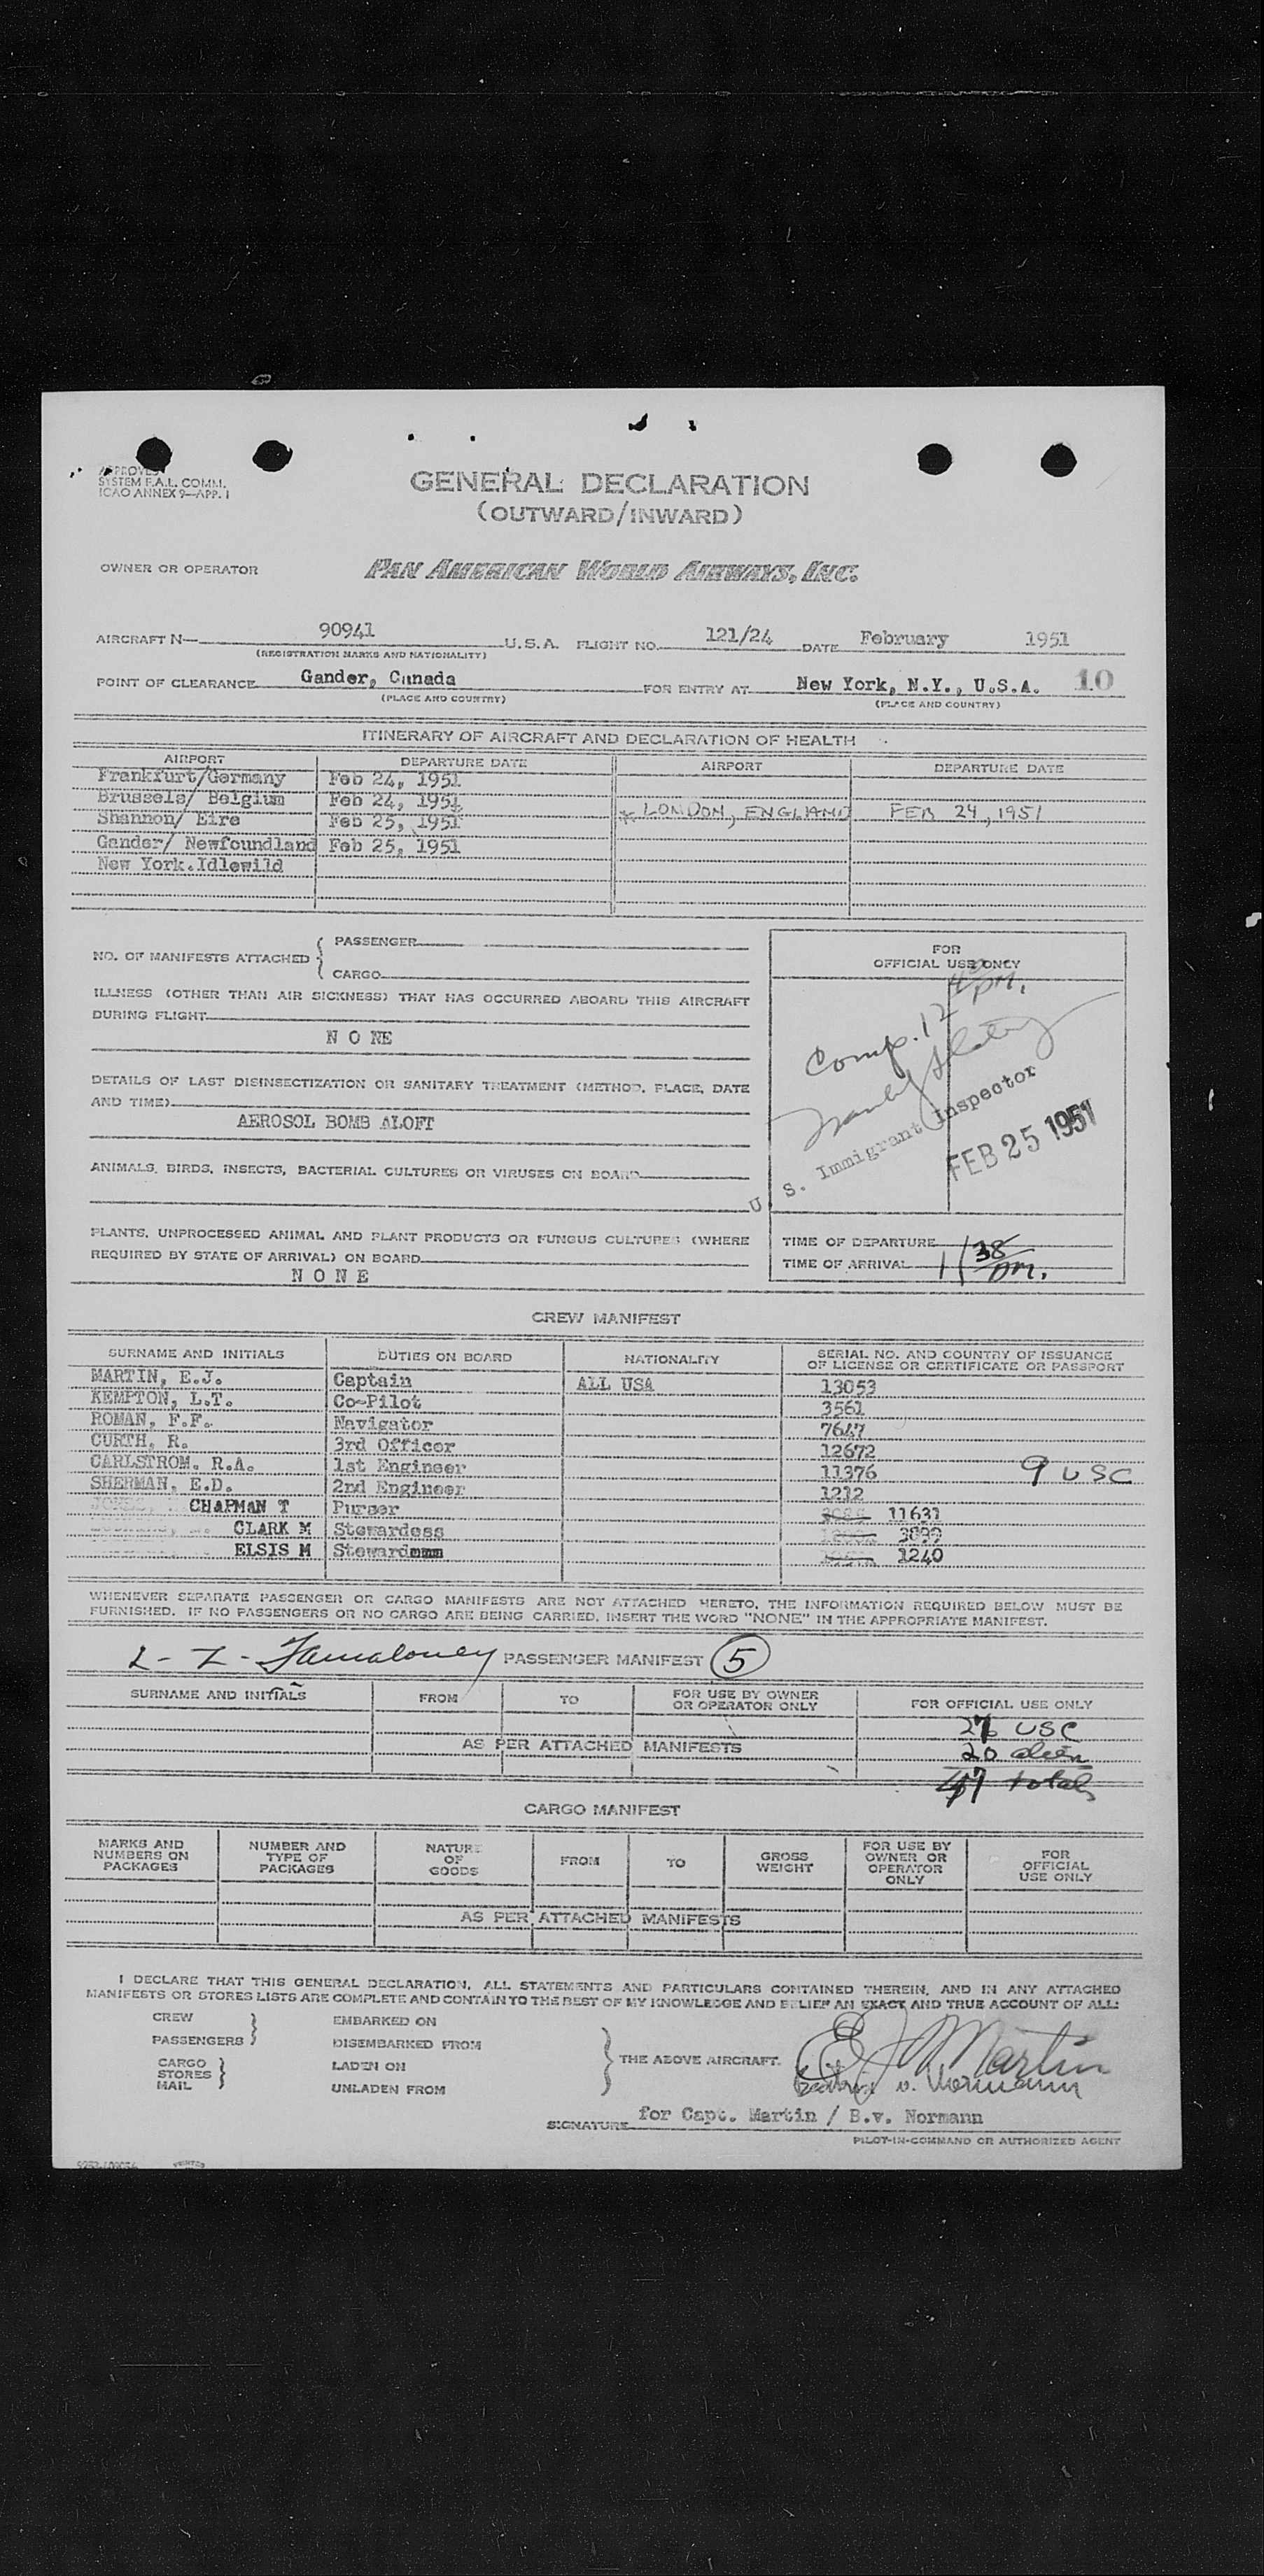 APPROVED
SYSTEM F.A.L. COMM.
ICAO ANNEX 9—APP. 1
GENERAL DECLARATION
(OUTWARD/INWARD)
OWNER OR OPERATOR PAN AMERICAN WORLD AIRWAYS, INC.
AIRCRAFT N— 90941 U.S.A. FLIGHT NO. 121/24 DATE February 1951
(REGISTRATION MARKS AND NATIONALITY)
POINT OF CLEARANCE Gander, Canada FOR ENTRY AT New York, N.Y., U.S.A. 10
(PLACE AND COUNTRY) (PLACE AND COUNTRY)
ITINERARY OF AIRCRAFT AND DECLARATION OF HEALTH
AIRPORT DEPARTURE DATE AIRPORT DEPARTURE DATE
Frankfurt/Germany Feb 24, 1951
Brussels/ Belgium Feb 24, 1951 * LONDON, ENGLAND FEB 24, 1951
Shannon/ Eire Feb 25, 1951
Gander/ Newfoundland Feb 25, 1951
New York.Idlewild
NO. OF MANIFESTS ATTACHED { PASSENGER
CARGO
ILLNESS (OTHER THAN AIR SICKNESS) THAT HAS OCCURRED ABOARD THIS AIRCRAFT
DURING FLIGHT
N O NE
DETAILS OF LAST DISINSECTIZATION OR SANITARY TREATMENT (METHOD, PLACE, DATE
AND TIME)
AEROSOL BOMB ALOFT
ANIMALS, BIRDS, INSECTS, BACTERIAL CULTURES OR VIRUSES ON BOARD
PLANTS, UNPROCESSED ANIMAL AND PLANT PRODUCTS OR FUNGUS CULTURES (WHERE
REQUIRED BY STATE OF ARRIVAL) ON BOARD
N O N E
FOR
OFFICIAL USE ONLY
Comp. 12 pm.
U. S. Immigrant Inspector
FEB 25 1951
TIME OF DEPARTURE
TIME OF ARRIVAL 11 38 pm.
CREW MANIFEST
SURNAME AND INITIALS DUTIES ON BOARD NATIONALITY SERIAL NO. AND COUNTRY OF ISSUANCE
OF LICENSE OR CERTIFICATE OR PASSPORT
MARTIN, E.J. Captain ALL USA 13053
KEMPTON, L.T. Co-Pilot 3561
ROMAN, F.F. Navigator 7647
CURTH, R. 3rd Officer 12672
CARLSTROM. R.A. 1st Engineer 11376 9 USC
SHERMAN, E.D. 2nd Engineer 1212
CHAPMAN T Purser 11631
CLARK M Stewardess 3899
ELSIS M Steward 1240
WHENEVER SEPARATE PASSENGER OR CARGO MANIFESTS ARE NOT ATTACHED HERETO, THE INFORMATION REQUIRED BELOW MUST BE
FURNISHED. IF NO PASSENGERS OR NO CARGO ARE BEING CARRIED, INSERT THE WORD "NONE" IN THE APPROPRIATE MANIFEST.
PASSENGER MANIFEST 5
SURNAME AND INITIALS FROM TO FOR USE BY OWNER
OR OPERATOR ONLY FOR OFFICIAL USE ONLY
27 USC
AS PER ATTACHED MANIFESTS 20 alien
47 total
CARGO MANIFEST
MARKS AND
NUMBERS ON
PACKAGES NUMBER AND
TYPE OF
PACKAGES NATURE
OF
GOODS FROM TO GROSS
WEIGHT FOR USE BY
OWNER OR
OPERATOR
ONLY FOR
OFFICIAL
USE ONLY
AS PER ATTACHED MANIFESTS
I DECLARE THAT THIS GENERAL DECLARATION, ALL STATEMENTS AND PARTICULARS CONTAINED THEREIN, AND IN ANY ATTACHED
MANIFESTS OR STORES LISTS ARE COMPLETE AND CONTAIN TO THE BEST OF MY KNOWLEDGE AND BELIEF AN EXACT AND TRUE ACCOUNT OF ALL:
CREW
PASSENGERS
CARGO
STORES
MAIL
EMBARKED ON
DISEMBARKED FROM
LADEN ON
UNLADEN FROM
THE ABOVE AIRCRAFT.
E J Martin
v. Normann
SIGNATURE for Capt. Martin / B.v. Normann
PILOT-IN-COMMAND OR AUTHORIZED AGENT